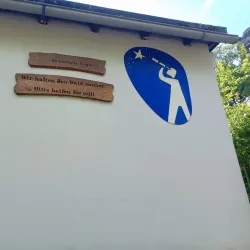 Wir halten den Wald sauber.
Bitte helfen Sie mit!